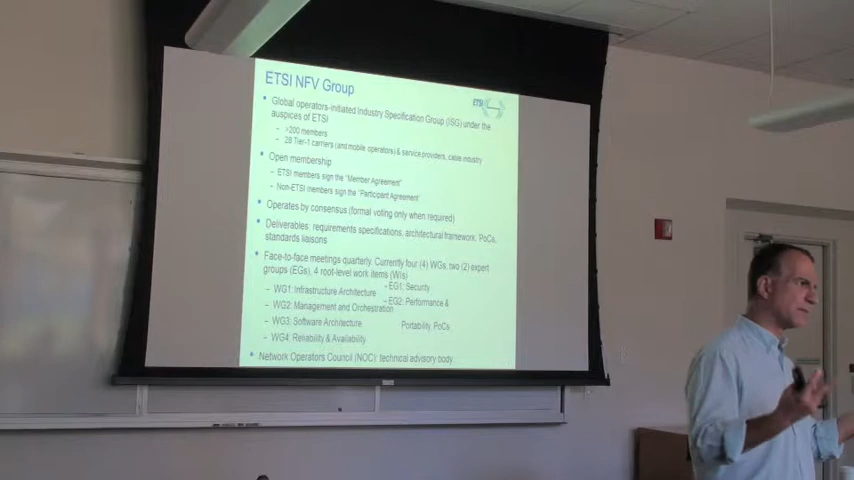 ETSI NFV Group
ETSI
• Global operators-initiated Industry Specification Group (ISG) under the
auspices of ETSI
– >200 members
– 28 Tier-1 carriers (and mobile operators) & service providers, cable industry
• Open membership
– ETSI members sign the "Member Agreement"
– Non-ETSI members sign the "Participant Agreement"
• Operates by consensus (formal voting only when required)
• Deliverables: requirements specifications, architectural framework, PoCs,
standards liaisons
• Face-to-face meetings quarterly. Currently four (4) WGs, two (2) expert
groups (EGs), 4 root-level work items (WIs)
– WG1: Infrastructure Architecture
– WG2: Management and Orchestration
– WG3: Software Architecture
– WG4: Reliability & Availability
– EG1: Security
– EG2: Performance &
Portability, PoCs
• Network Operators Council (NOC): technical advisory body